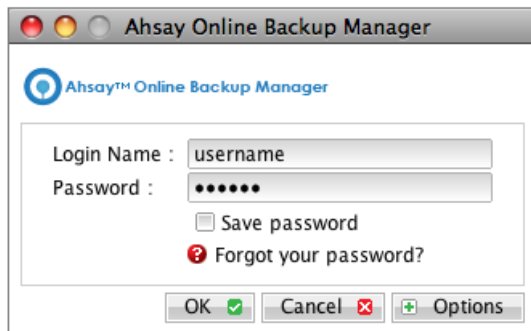 Ahsay Online Backup Manager
Ahsay™ Online Backup Manager
Login Name : username
Password : ••••••
Save password
Forgot your password?
OK Cancel Options